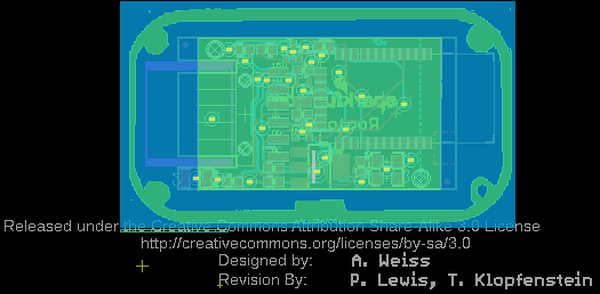 Released under the Creative Commons Attribution Share-Alike 3.0 License
http://creativecommons.org/licenses/by-sa/3.0
Designed by: A. Weiss
Revision By: P. Lewis, T. Klopfenstein